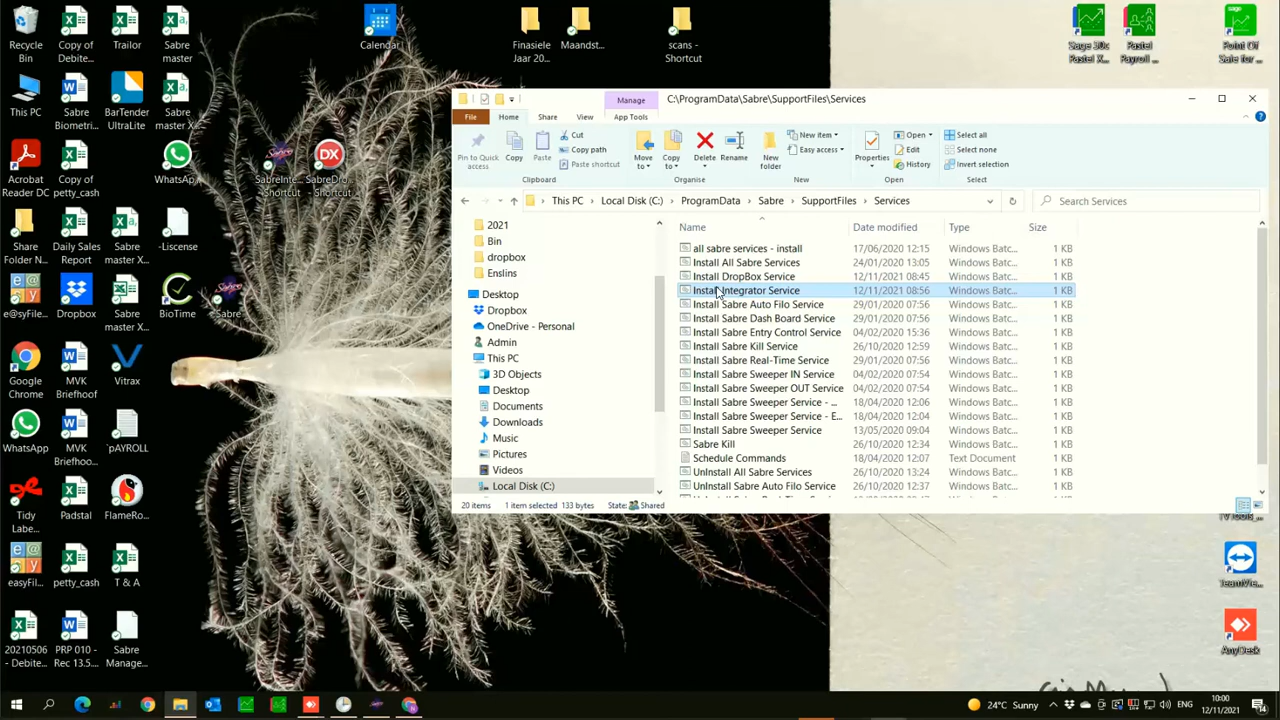 Recycle Bin
Copy of Debite...
Trailor
Sabre master
Calendar
Finasiele Jaar 20...
Maandst...
scans - Shortcut
Sage 50c Pastel X...
Pastel Payroll ...
Point Of Sale for ...
This PC
Sabre Biometri...
BarTender UltraLite
Sabre master X...
Acrobat Reader DC
Copy of petty_cash
WhatsA...
SabreInte... Shortcut
SabreDro... Shortcut
Share Folder N...
Daily Sales Report
Sabre master
-Liscense
e@syFile...
Dropbox
Sabre master X...
BioTime
eSabre
Google Chrome
MVK Briefhoof
Vitrax
WhatsApp
MVK Briefhoo...
`pAYROLL
Tidy Labe...
Padstal
FlameRo...
easyFil...
petty_cash
T & A
20210506 - Debite...
PRP 010 - Rec 13.5...
Sabre Manage...
TeamVie...
AnyDesk
Manage
C:\ProgramData\Sabre\SupportFiles\Services
File
Home
Share
View
App Tools
Pin to Quick access
Copy
Paste
Cut
Copy path
Paste shortcut
Clipboard
Move to
Copy to
Delete
Rename
Organise
New folder
New item
Easy access
New
Properties
Open
Edit
History
Open
Select all
Select none
Invert selection
Select
This PC
Local Disk (C:)
ProgramData
Sabre
SupportFiles
Services
Search Services
2021
Bin
dropbox
Enslins
Desktop
Dropbox
OneDrive - Personal
Admin
This PC
3D Objects
Desktop
Documents
Downloads
Music
Pictures
Videos
Local Disk (C:)
Name Date modified Type Size
all sabre services - install 17/06/2020 12:15 Windows Batc... 1 KB
Install All Sabre Services 24/01/2020 13:05 Windows Batc... 1 KB
Install DropBox Service 12/11/2021 08:45 Windows Batc... 1 KB
Install Integrator Service 12/11/2021 08:56 Windows Batc... 1 KB
Install Sabre Auto Filo Service 29/01/2020 07:56 Windows Batc... 1 KB
Install Sabre Dash Board Service 29/01/2020 07:56 Windows Batc... 1 KB
Install Sabre Entry Control Service 04/02/2020 15:36 Windows Batc... 1 KB
Install Sabre Kill Service 26/10/2020 12:59 Windows Batc... 1 KB
Install Sabre Real-Time Service 29/01/2020 07:56 Windows Batc... 1 KB
Install Sabre Sweeper IN Service 04/02/2020 07:54 Windows Batc... 1 KB
Install Sabre Sweeper OUT Service 04/02/2020 07:54 Windows Batc... 1 KB
Install Sabre Sweeper Service - ... 18/04/2020 12:06 Windows Batc... 1 KB
Install Sabre Sweeper Service - E... 18/04/2020 12:04 Windows Batc... 1 KB
Install Sabre Sweeper Service 13/05/2020 09:04 Windows Batc... 1 KB
Sabre Kill 26/10/2020 12:34 Windows Batc... 1 KB
Schedule Commands 18/04/2020 12:07 Text Document 1 KB
UnInstall All Sabre Services 26/10/2020 13:24 Windows Batc... 1 KB
UnInstall Sabre Auto Filo Service 26/10/2020 12:37 Windows Batc... 1 KB
20 items 1 item selected 133 bytes State: Shared
24°C Sunny
ENG
10:00
12/11/2021